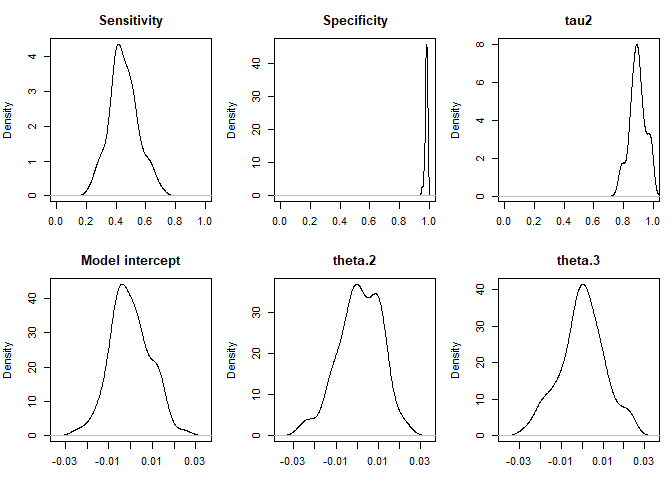 Sensitivity
Density
0 1 2 3 4
0.0 0.2 0.4 0.6 0.8 1.0
Specificity
Density
0 10 20 30 40
0.0 0.2 0.4 0.6 0.8 1.0
tau2
Density
0 2 4 6 8
0.0 0.2 0.4 0.6 0.8 1.0
Model intercept
Density
0 10 20 30 40
-0.03 -0.01 0.01 0.03
theta.2
Density
0 10 20 30
-0.03 -0.01 0.01 0.03
theta.3
Density
0 10 20 30 40
-0.03 -0.01 0.01 0.03